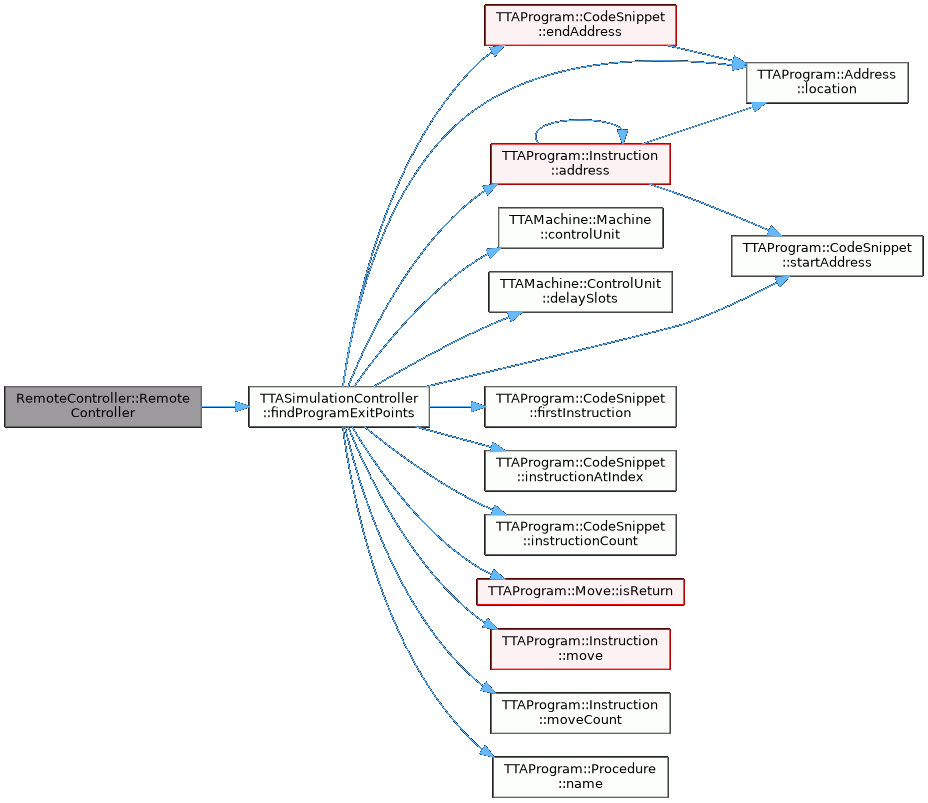 TTAProgram::CodeSnippet
::endAddress
TTAProgram::Address
::location
TTAProgram::Instruction
::address
TTAMachine::Machine
::controlUnit
TTAProgram::CodeSnippet
::startAddress
TTAMachine::ControlUnit
::delaySlots
RemoteController::Remote
Controller
TTASimulationController
::findProgramExitPoints
TTAProgram::CodeSnippet
::firstInstruction
TTAProgram::CodeSnippet
::instructionAtIndex
TTAProgram::CodeSnippet
::instructionCount
TTAProgram::Move::isReturn
TTAProgram::Instruction
::move
TTAProgram::Instruction
::moveCount
TTAProgram::Procedure
::name